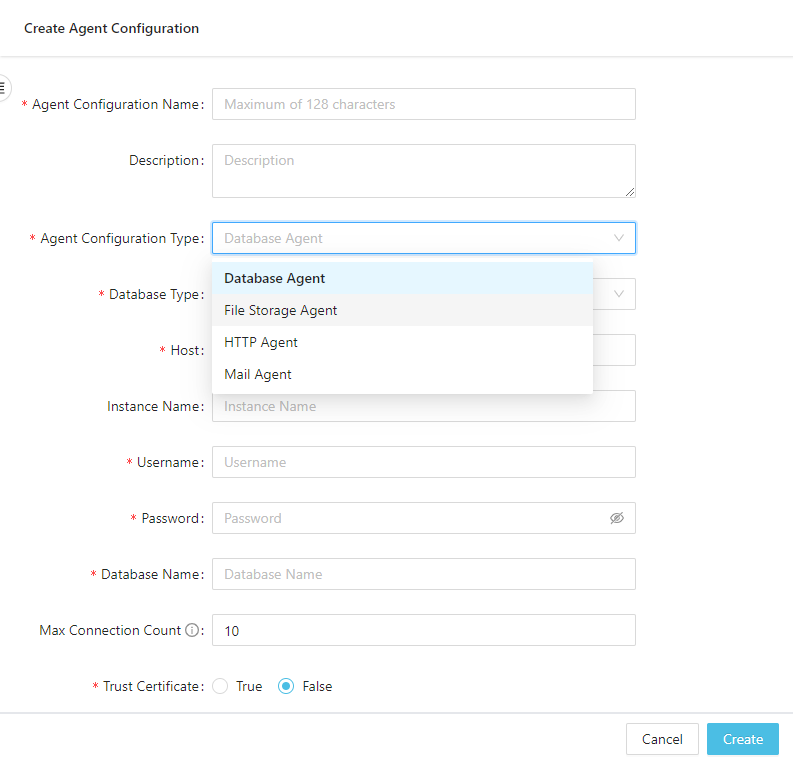 Create Agent Configuration
* Agent Configuration Name: Maximum of 128 characters
Description: Description
* Agent Configuration Type: Database Agent
Database Agent
* Database Type:
File Storage Agent
HTTP Agent
* Host:
Mail Agent
Instance Name: Instance Name
* Username: Username
* Password: Password
* Database Name: Database Name
Max Connection Count: 10
* Trust Certificate: True False
Cancel Create